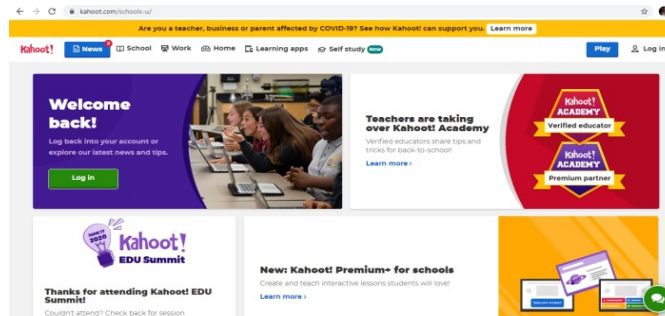 kahoot.com/schools-u/
Are you a teacher, business or parent affected by COVID-19? See how Kahoot! can support you. Learn more
Kahoot! News School Work Home Learning apps Self study New Play Log in
Welcome
back!
Log back into your account or
explore our latest news and tips.
Log in
Teachers are taking
over Kahoot! Academy
Verified educators share tips and
tricks for back-to-school!
Learn more ›
Kahoot!
ACADEMY
Verified educator
Kahoot!
ACADEMY
Premium partner
2020
Kahoot!
EDU Summit
Thanks for attending Kahoot! EDU
Summit!
Couldn't attend? Check back for session
New: Kahoot! Premium+ for schools
Create and teach interactive lessons students will love!
Learn more ›